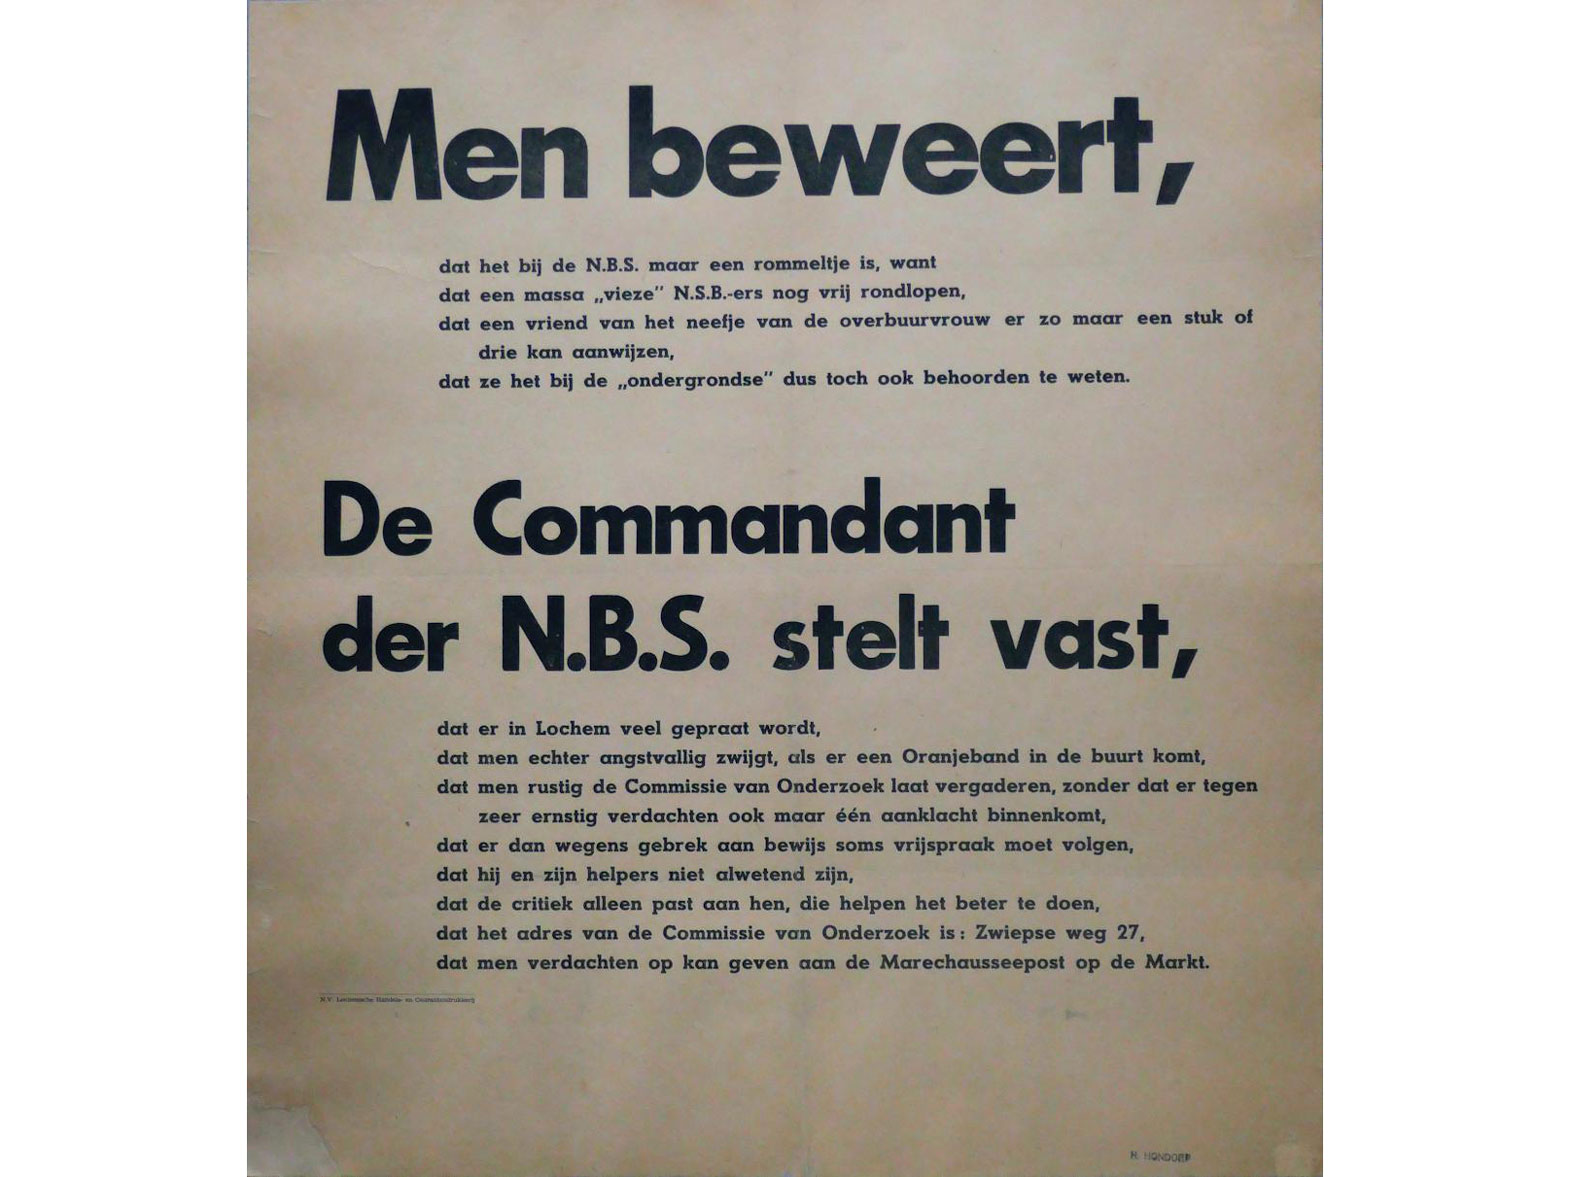 Men beweert,
dat het bij de N.B.S. maar een rommeltje is, want
dat een massa „vieze" N.S.B.-ers nog vrij rondlopen,
dat een vriend van het neefje van de overbuurvrouw er zo maar een stuk of
drie kan aanwijzen,
dat ze het bij de „ondergrondse" dus toch ook behoorden te weten.
De Commandant
der N.B.S. stelt vast,
dat er in Lochem veel gepraat wordt,
dat men echter angstvallig zwijgt, als er een Oranjeband in de buurt komt,
dat men rustig de Commissie van Onderzoek laat vergaderen, zonder dat er tegen
zeer ernstig verdachten ook maar één aanklacht binnenkomt,
dat er dan wegens gebrek aan bewijs soms vrijspraak moet volgen,
dat hij en zijn helpers niet alwetend zijn,
dat de critiek alleen past aan hen, die helpen het beter te doen,
dat het adres van de Commissie van Onderzoek is: Zwiepse weg 27,
dat men verdachten op kan geven aan de Marechausseepost op de Markt.
N.V. Lochemsche Handels- en Courantendrukkerij
H. HONDORP